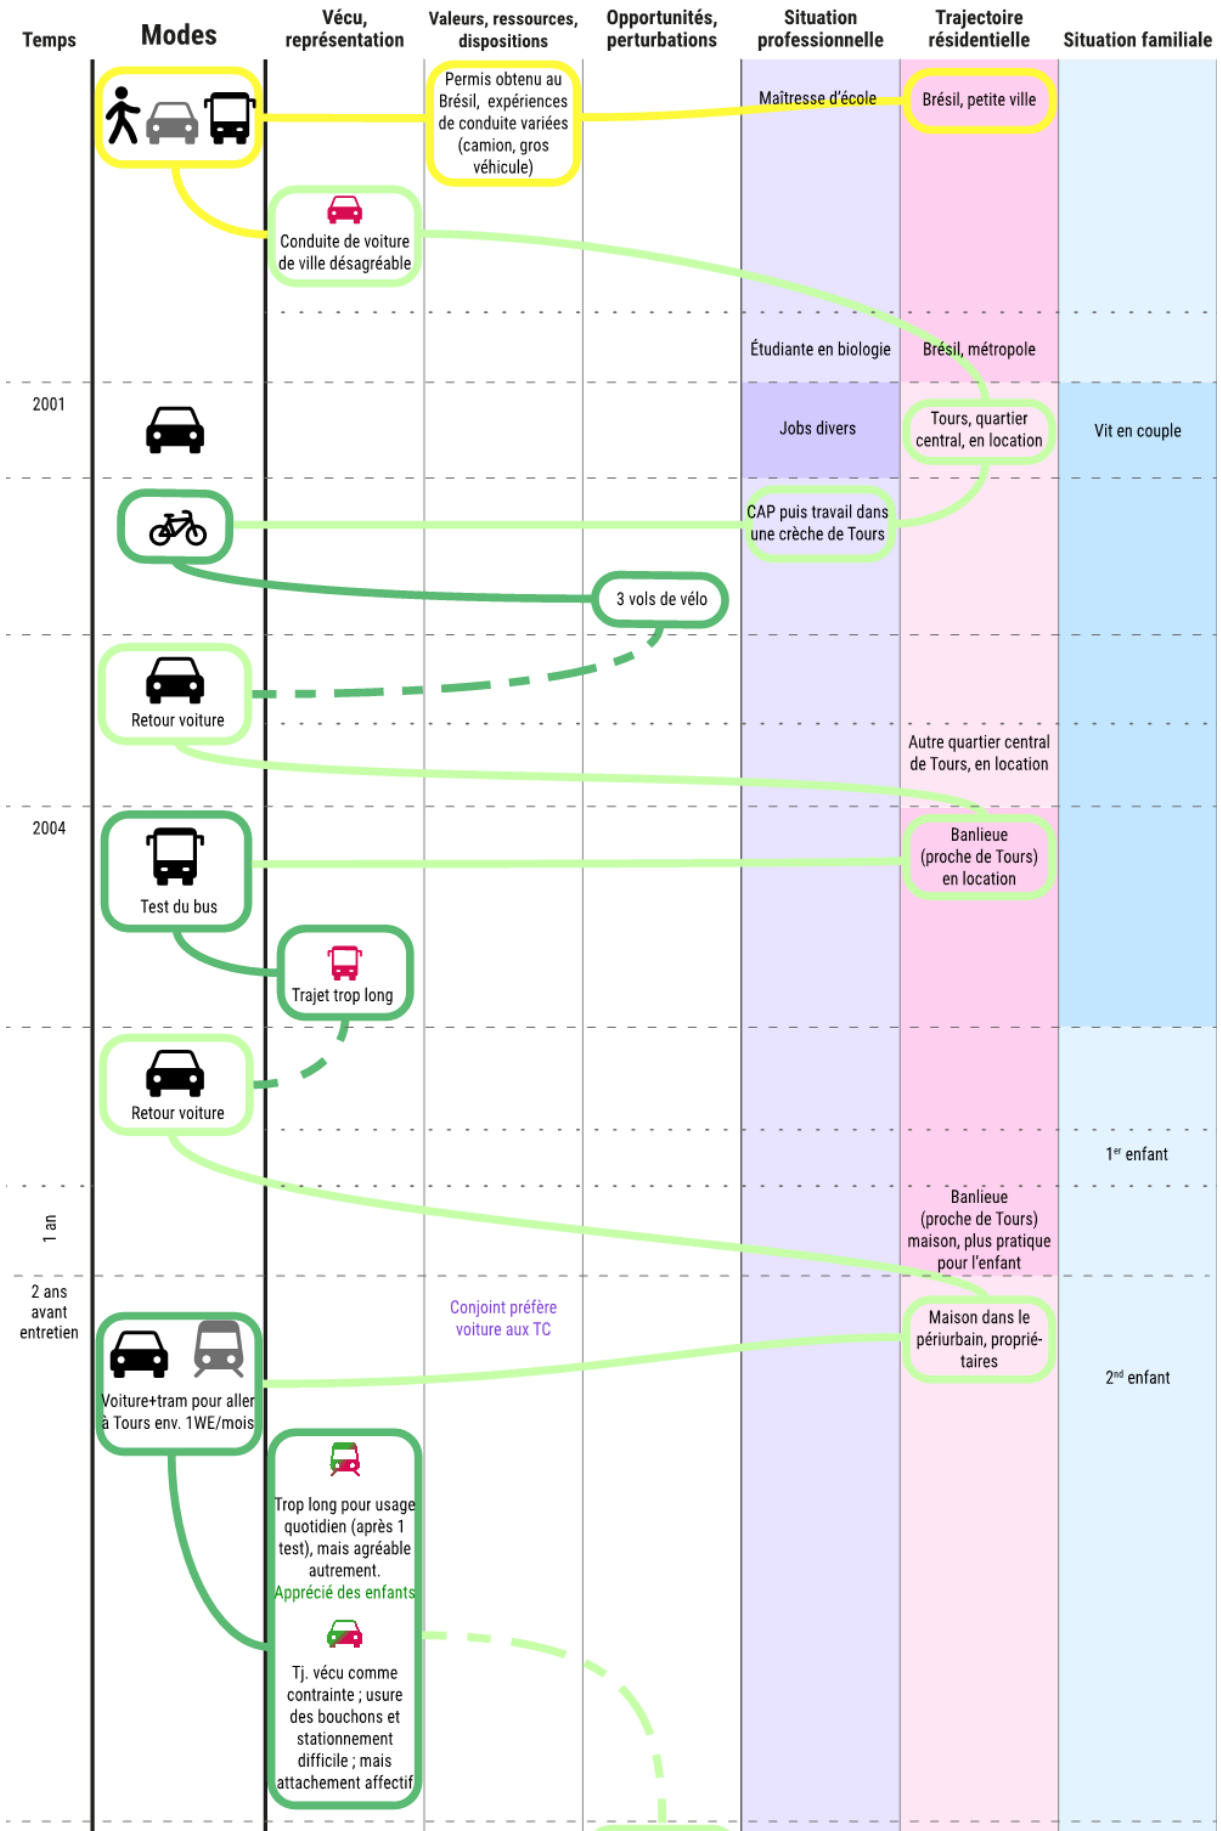 Temps
Modes
Vécu,
représentation
Valeurs, ressources,
dispositions
Opportunités,
perturbations
Situation
professionnelle
Trajectoire
résidentielle
Situation familiale
Permis obtenu au
Brésil, expériences
de conduite variées
(camion, gros
véhicule)
Maîtresse d'école
Brésil, petite ville
Conduite de voiture
de ville désagréable
Étudiante en biologie
Brésil, métropole
2001
Jobs divers
Tours, quartier
central, en location
Vit en couple
CAP puis travail dans
une crèche de Tours
3 vols de vélo
Retour voiture
Autre quartier central
de Tours, en location
2004
Test du bus
Banlieue
(proche de Tours)
en location
Trajet trop long
Retour voiture
1er enfant
1 an
Banlieue
(proche de Tours)
maison, plus pratique
pour l'enfant
2 ans
avant
entretien
Conjoint préfère
voiture aux TC
Maison dans le
périurbain, proprié-
taires
2nd enfant
Voiture+tram pour aller
à Tours env. 1WE/mois
Trop long pour usage
quotidien (après 1
test), mais agréable
autrement.
Apprécié des enfants
Tj. vécu comme
contrainte ; usure
des bouchons et
stationnement
difficile ; mais
attachement affectif